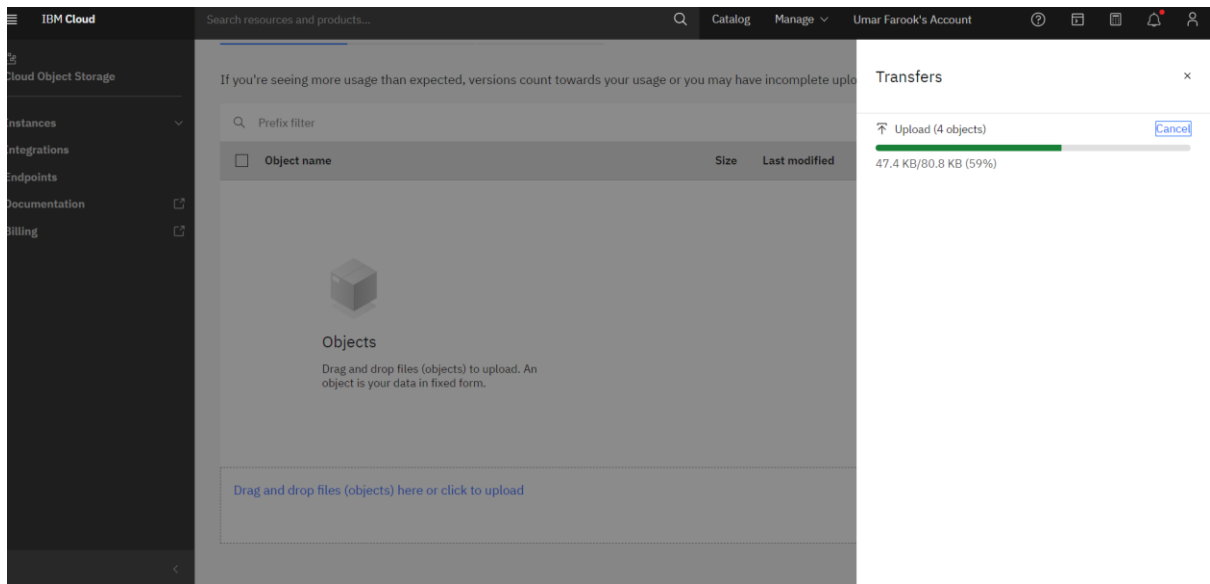 IBM Cloud
Search resources and products...
Catalog
Manage
Umar Farook's Account
Cloud Object Storage
Instances
Integrations
Endpoints
Documentation
Billing
If you're seeing more usage than expected, versions count towards your usage or you may have incomplete uplo
Prefix filter
Object name
Size
Last modified
Objects
Drag and drop files (objects) to upload. An
object is your data in fixed form.
Drag and drop files (objects) here or click to upload
Transfers
Upload (4 objects)
Cancel
47.4 KB/80.8 KB (59%)